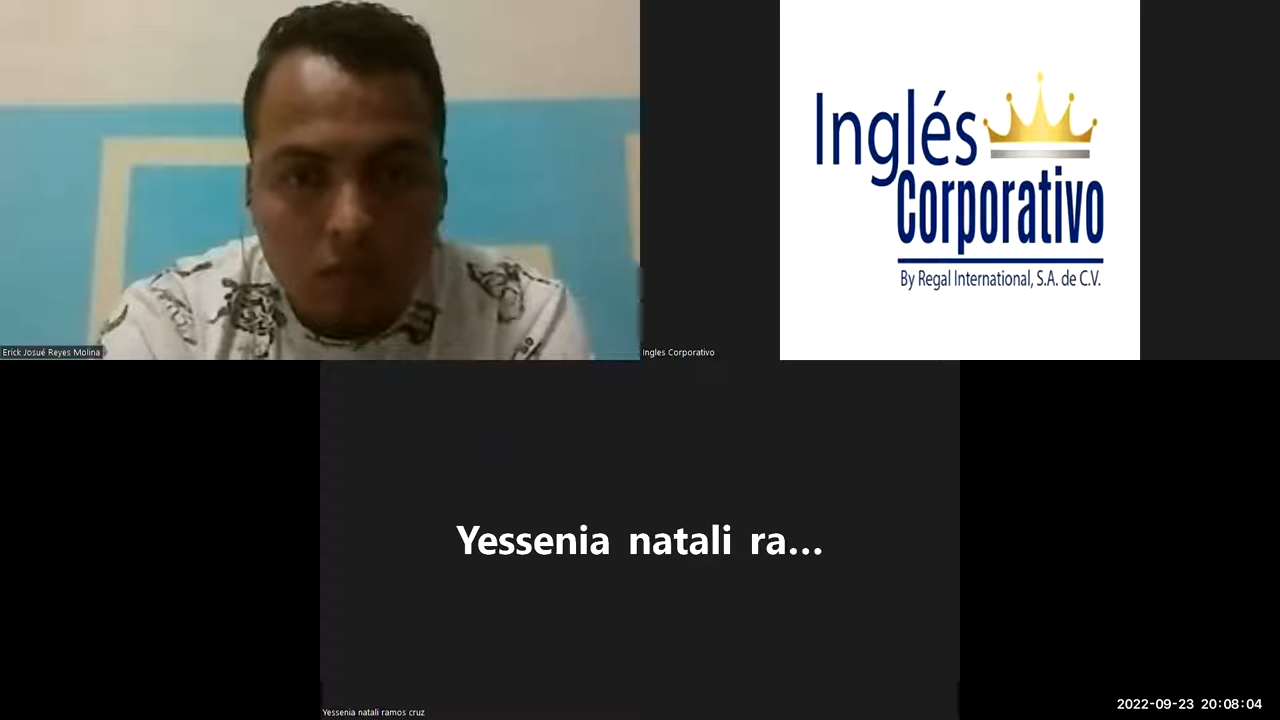 Inglés
Corporativo
By Regal International, S.A. de C.V.
Erick Josué Reyes Molina
Ingles Corporativo
Yessenia natali ra...
Yessenia natali ramos cruz
2022-09-23 20:08:04